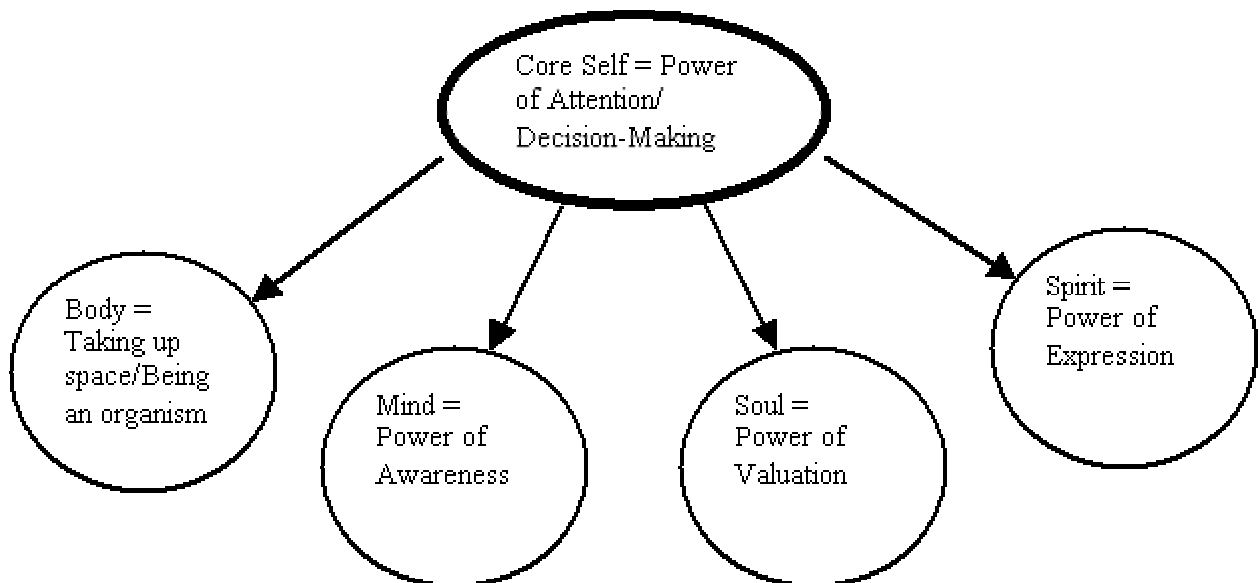 Core Self = Power
of Attention/
Decision-Making
Body =
Taking up
space/Being
an organism
Mind =
Power of
Awareness
Soul =
Power of
Valuation
Spirit =
Power of
Expression